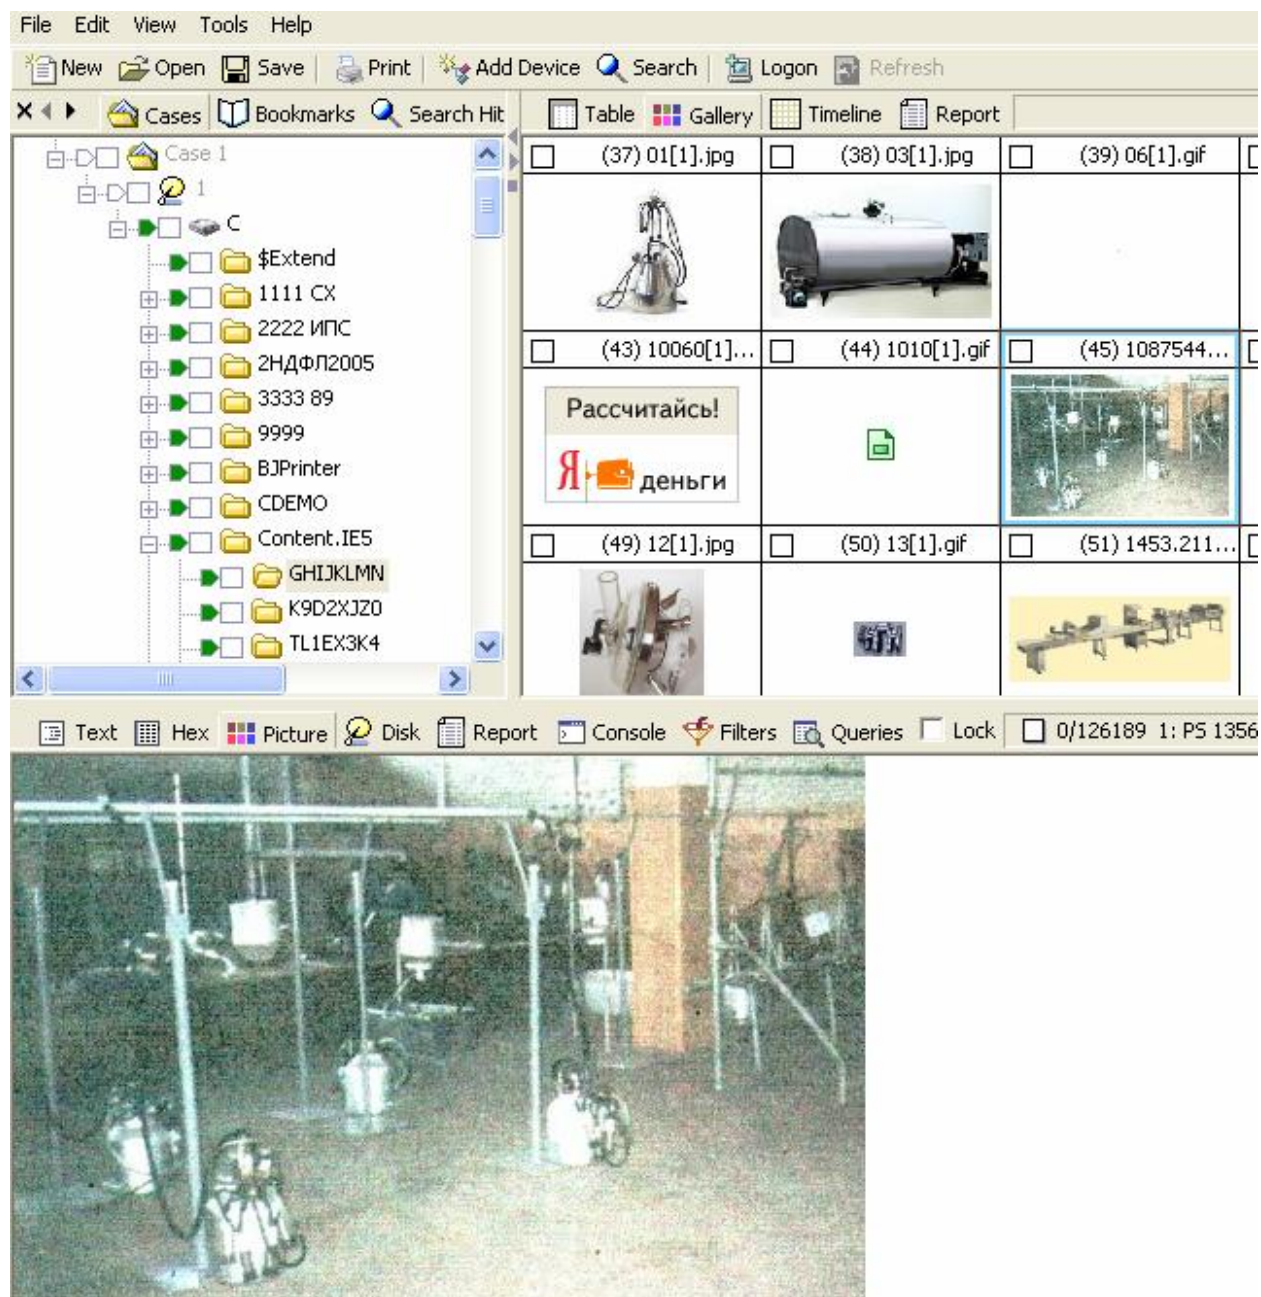 File Edit View Tools Help
New Open Save Print Add Device Search Logon Refresh
Cases Bookmarks Search Hit
Table Gallery Timeline Report
Case 1
1
C
$Extend
1111 CX
2222 ИПС
2НДФЛ2005
3333 89
9999
BJPrinter
CDEMO
Content.IE5
GHIJKLMN
K9D2XJZ0
TL1EX3K4
(37) 01[1].jpg (38) 03[1].jpg (39) 06[1].gif
(43) 10060[1]... (44) 1010[1].gif (45) 1087544...
Рассчитайсь!
Я деньги
(49) 12[1].jpg (50) 13[1].gif (51) 1453.211...
Text Hex Picture Disk Report Console Filters Queries Lock 0/126189 1: PS 1356